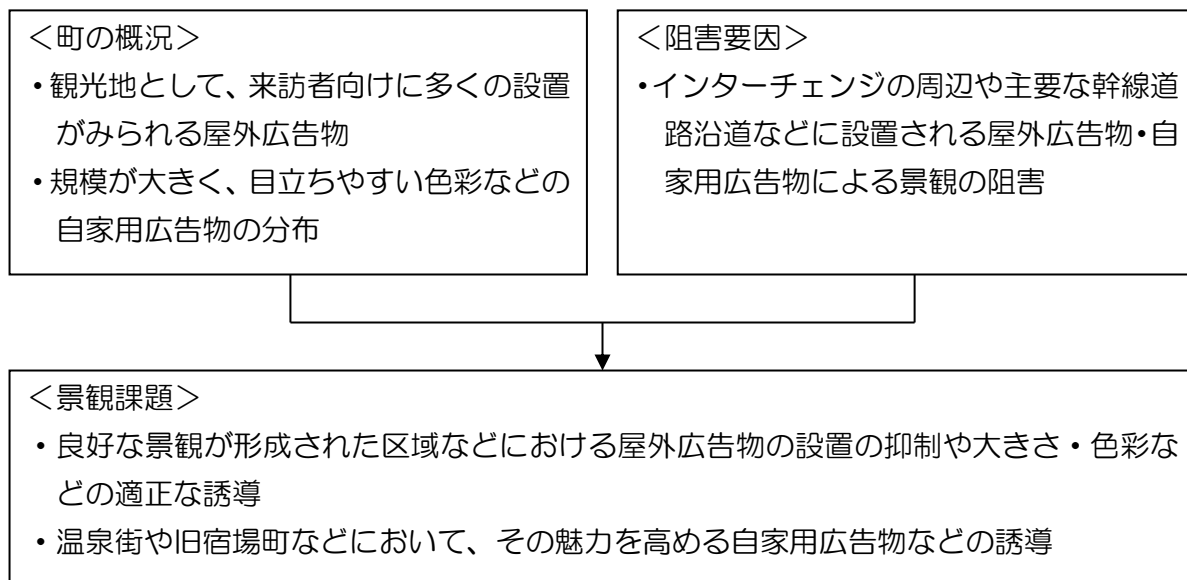 ＜町の概況＞
・観光地として、来訪者向けに多くの設置
がみられる屋外広告物
・規模が大きく、目立ちやすい色彩などの
自家用広告物の分布
＜阻害要因＞
・インターチェンジの周辺や主要な幹線道
路沿道などに設置される屋外広告物・自
家用広告物による景観の阻害
＜景観課題＞
・良好な景観が形成された区域などにおける屋外広告物の設置の抑制や大きさ・色彩な
どの適正な誘導
・温泉街や旧宿場町などにおいて、その魅力を高める自家用広告物などの誘導